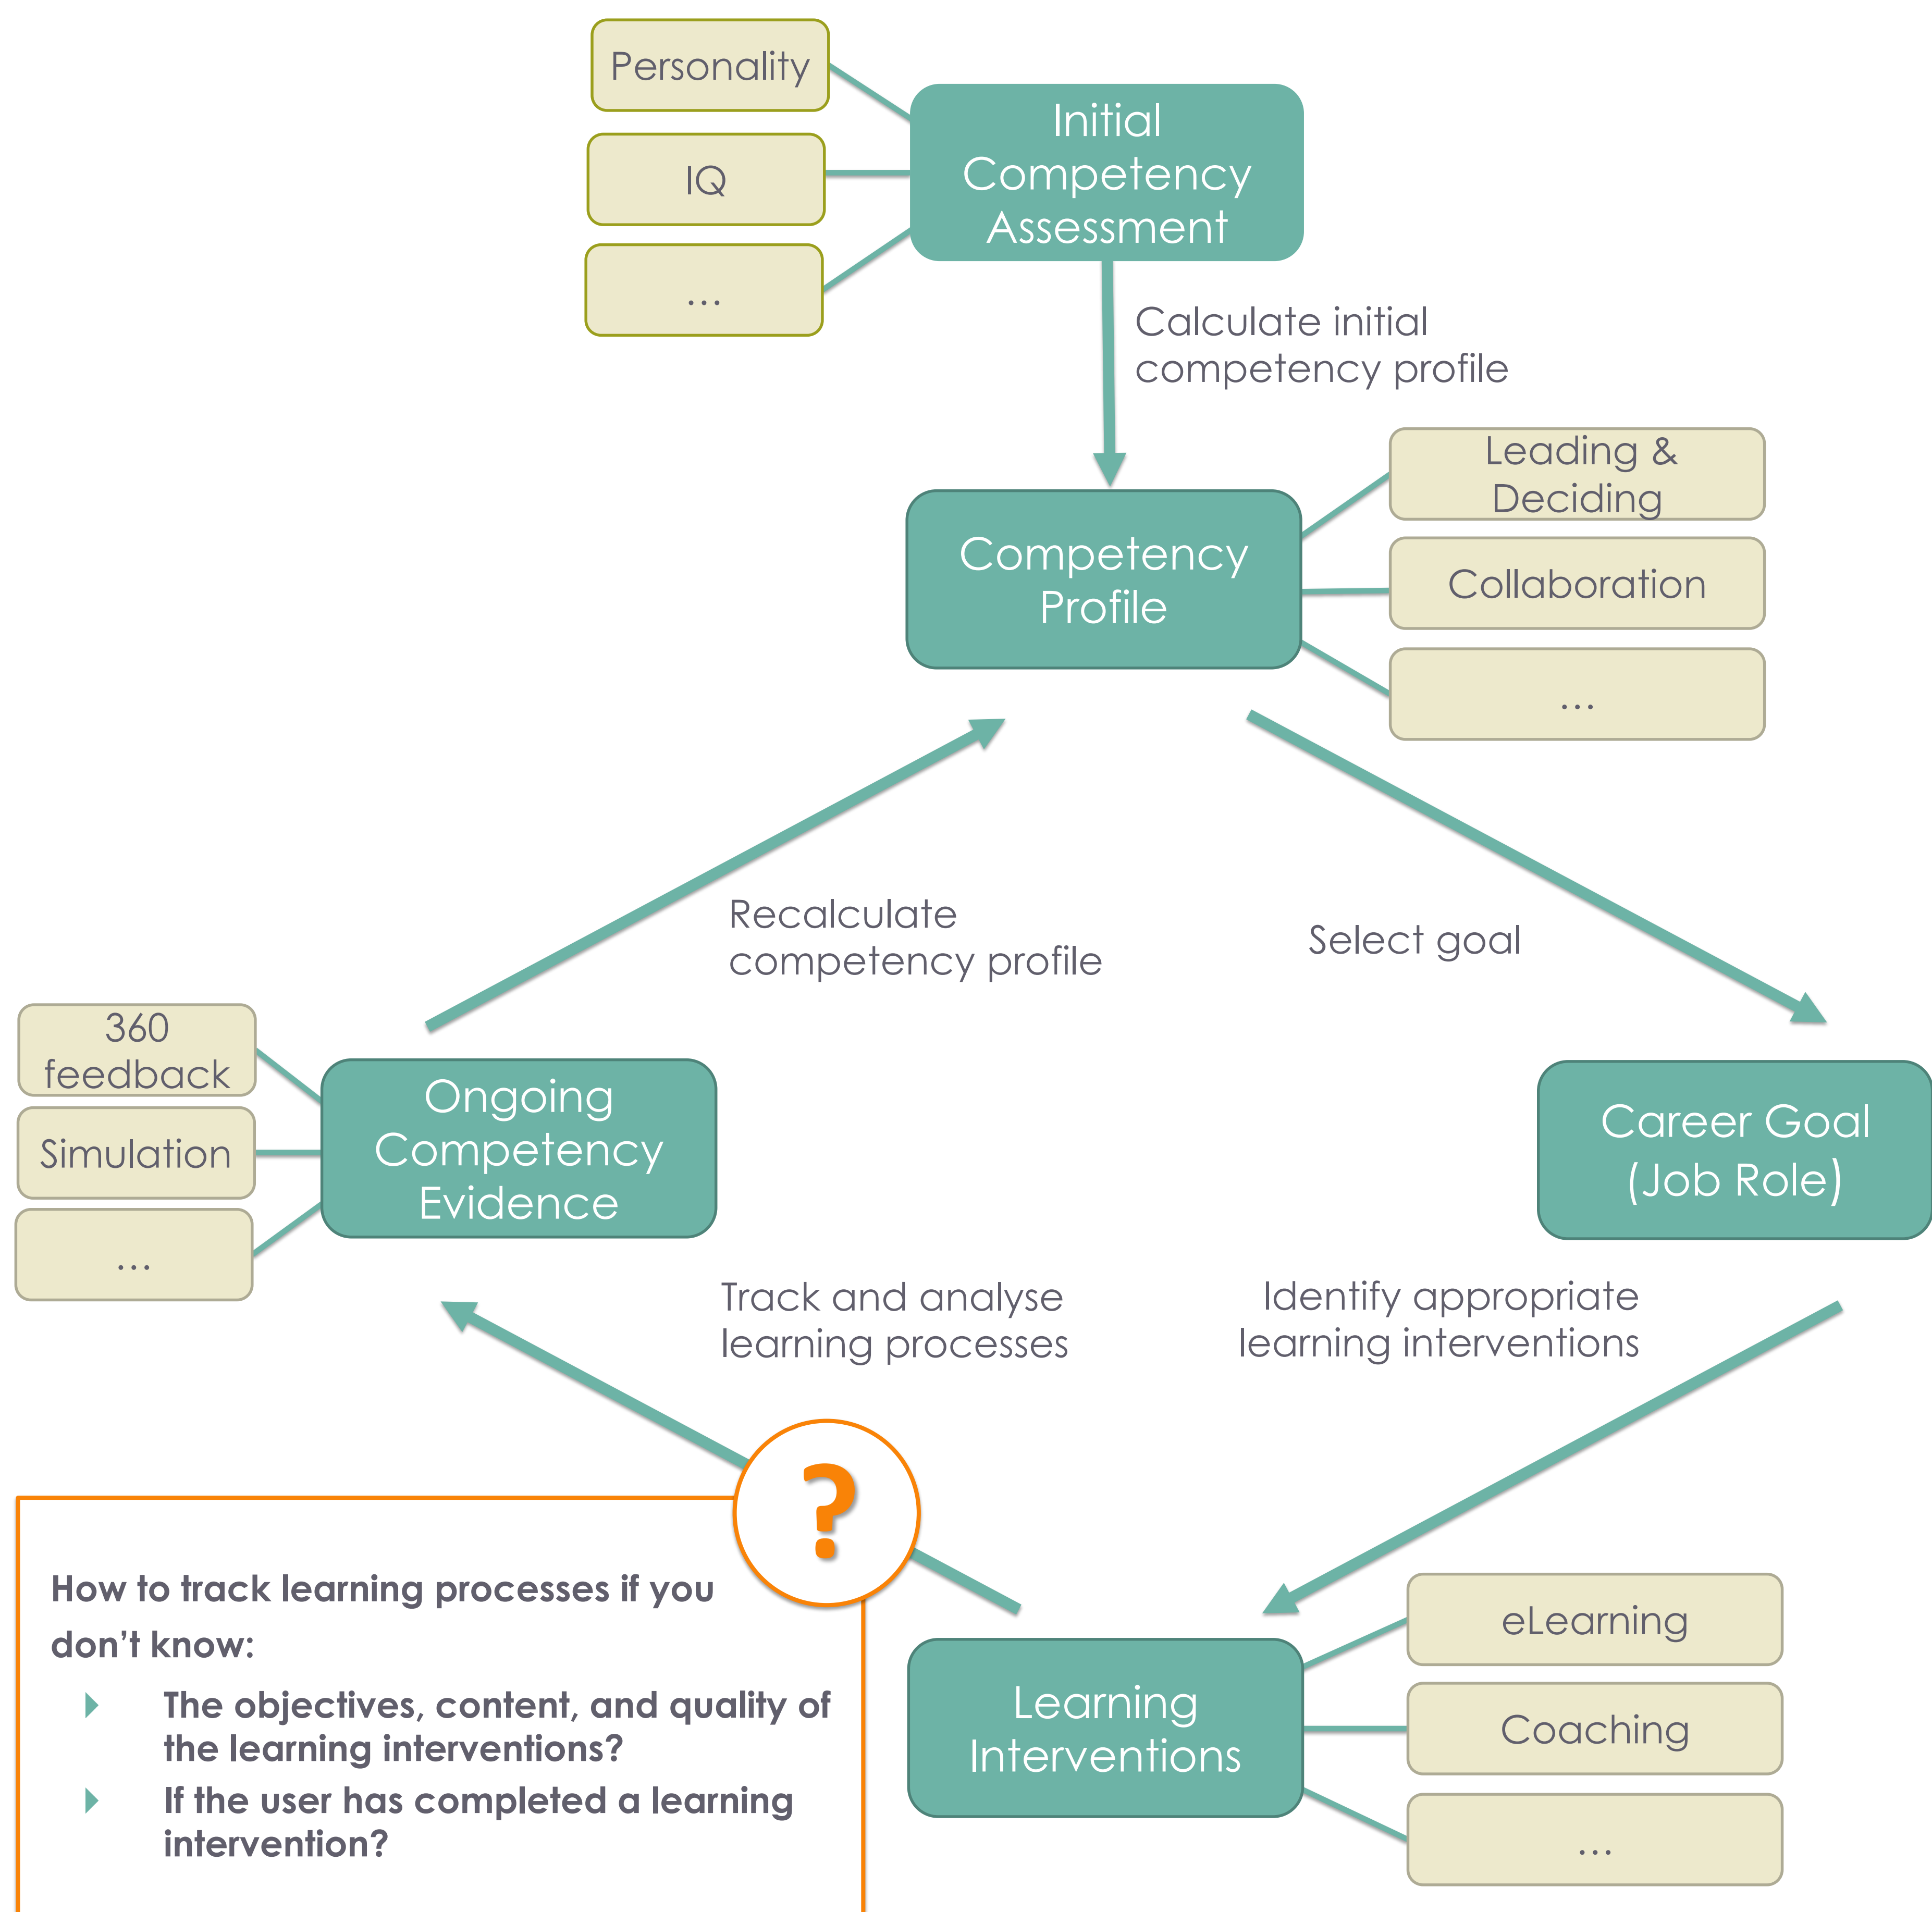 Personality
IQ
...
Initial
Competency
Assessment
Calculate initial
competency profile
Leading &
Deciding
Collaboration
...
Competency
Profile
Recalculate
competency profile
Select goal
360
feedback
Simulation
...
Ongoing
Competency
Evidence
Career Goal
(Job Role)
Track and analyse
learning processes
Identify appropriate
learning interventions
?
How to track learning processes if you
don't know:
The objectives, content, and quality of
the learning interventions?
If the user has completed a learning
intervention?
Learning
Interventions
eLearning
Coaching
...